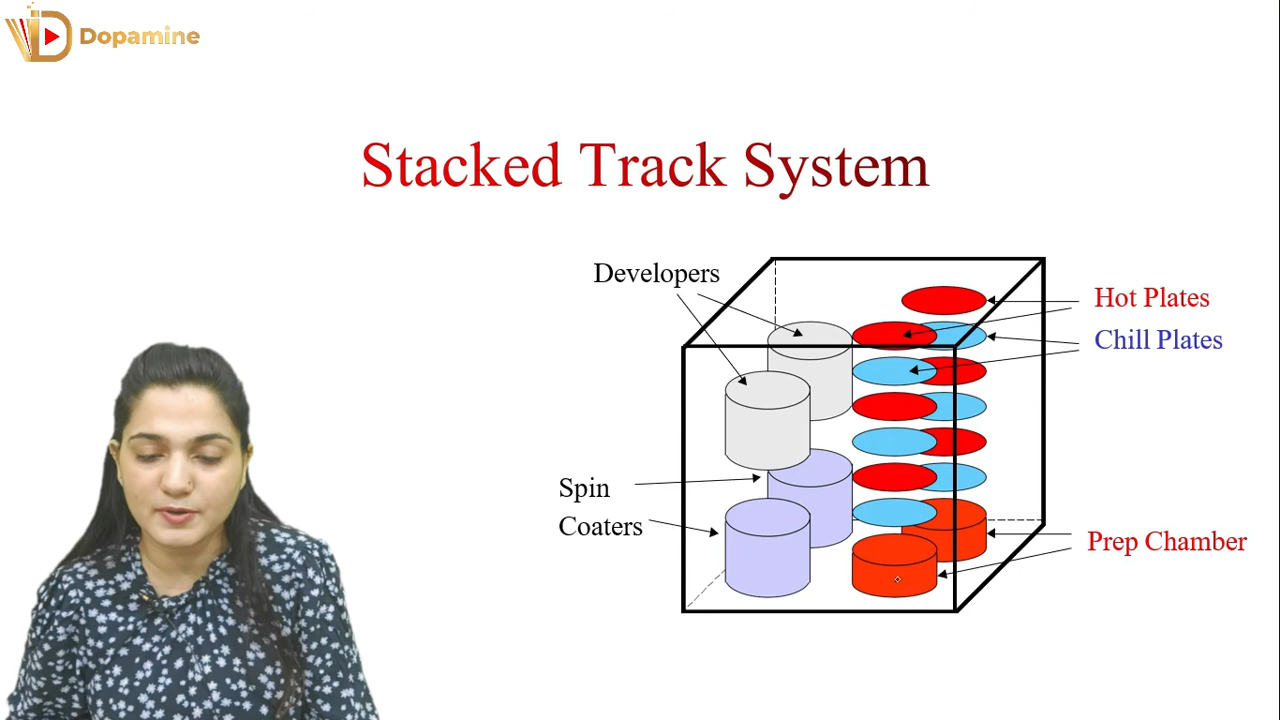 Dopamine
Stacked Track System
Developers
Hot Plates
Chill Plates
Spin
Coaters
Prep Chamber